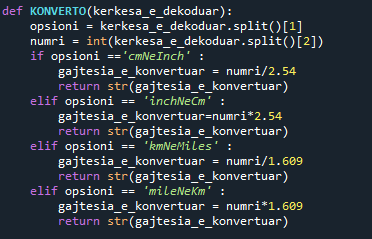 def KONVERTO(kerkesa_e_dekoduar):
    opsioni = kerkesa_e_dekoduar.split()[1]
    numri = int(kerkesa_e_dekoduar.split()[2])
    if opsioni =='cmNeInch' :
        gajtesia_e_konvertuar = numri/2.54
        return str(gajtesia_e_konvertuar)
    elif opsioni == 'inchNeCm' :
        gajtesia_e_konvertuar=numri*2.54
        return str(gajtesia_e_konvertuar)
    elif opsioni == 'kmNeMiles' :
        gajtesia_e_konvertuar = numri/1.609
        return str(gajtesia_e_konvertuar)
    elif opsioni == 'mileNeKm' :
        gajtesia_e_konvertuar = numri*1.609
        return str(gajtesia_e_konvertuar)